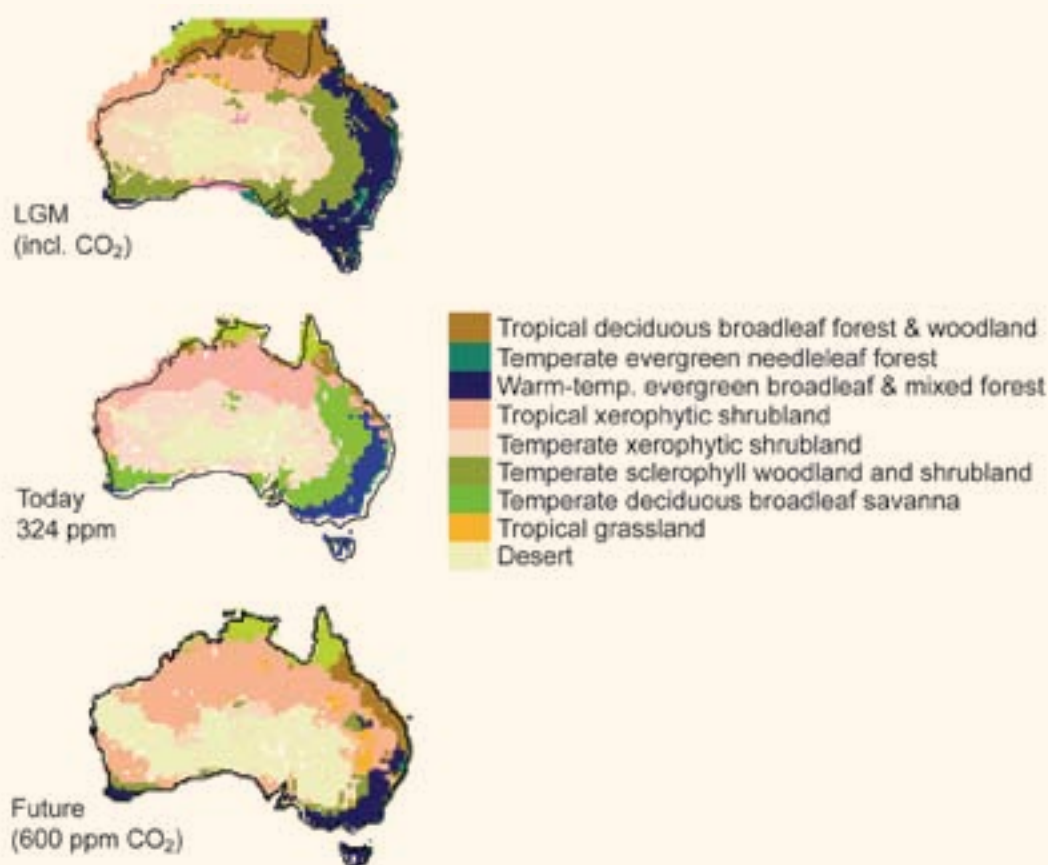 LGM
(incl. CO₂)
Today
324 ppm
Tropical deciduous broadleaf forest & woodland
Temperate evergreen needleleaf forest
Warm-temp. evergreen broadleaf & mixed forest
Tropical xerophytic shrubland
Temperate xerophytic shrubland
Temperate sclerophyll woodland and shrubland
Temperate deciduous broadleaf savanna
Tropical grassland
Desert
Future
(600 ppm CO₂)